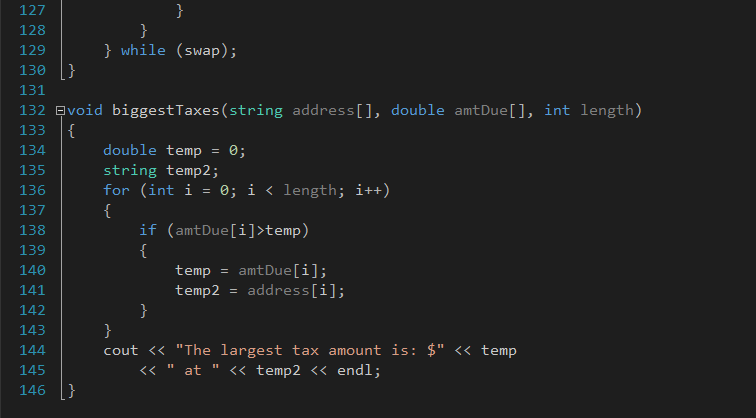 127             }
128         }
129     } while (swap);
130 }
131
132 void biggestTaxes(string address[], double amtDue[], int length)
133 {
134     double temp = 0;
135     string temp2;
136     for (int i = 0; i < length; i++)
137     {
138         if (amtDue[i]>temp)
139         {
140             temp = amtDue[i];
141             temp2 = address[i];
142         }
143     }
144     cout << "The largest tax amount is: $" << temp
145         << " at " << temp2 << endl;
146 }